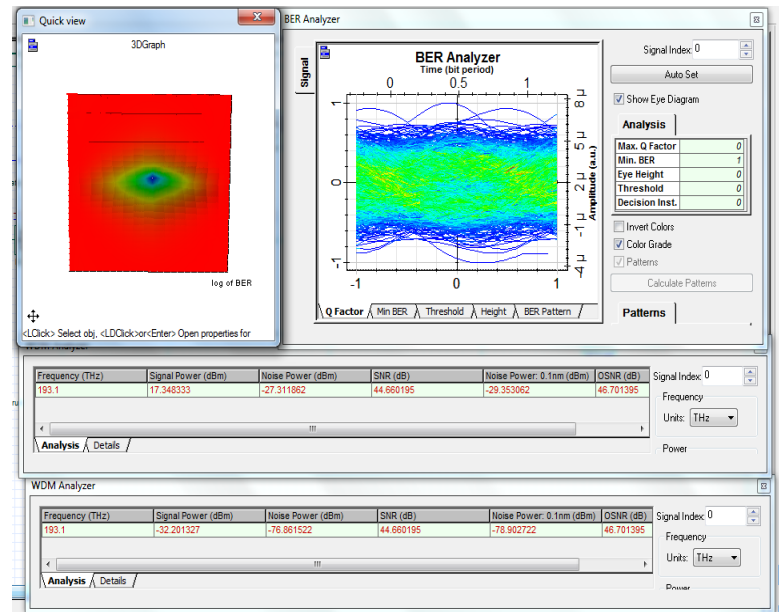 Quick view
x
3DGraph
log of BER
<LClick> Select obj, <LDClick>or<Enter> Open properties for
BER Analyzer
Signal
BER Analyzer
Time (bit period)
0 0.5 1
1
0
-1
-1 0 1
8 µ
5 µ
2 µ
-1 µ
-4 µ
Amplitude (a.u.)
Q Factor Min BER Threshold Height BER Pattern
Signal Index: 0
Auto Set
Show Eye Diagram
Analysis
Max. Q Factor 0
Min. BER 1
Eye Height 0
Threshold 0
Decision Inst. 0
Invert Colors
Color Grade
Patterns
Calculate Patterns
Patterns
Frequency (THz) Signal Power (dBm) Noise Power (dBm) SNR (dB) Noise Power: 0.1nm (dBm) OSNR (dB)
193.1 17.348333 -27.311862 44.660195 -29.353062 46.701395
Analysis Details
Signal Index: 0
Frequency
Units: THz
Power
WDM Analyzer
Frequency (THz) Signal Power (dBm) Noise Power (dBm) SNR (dB) Noise Power: 0.1nm (dBm) OSNR (dB)
193.1 -32.201327 -76.861522 44.660195 -78.902722 46.701395
Analysis Details
Signal Index: 0
Frequency
Units: THz